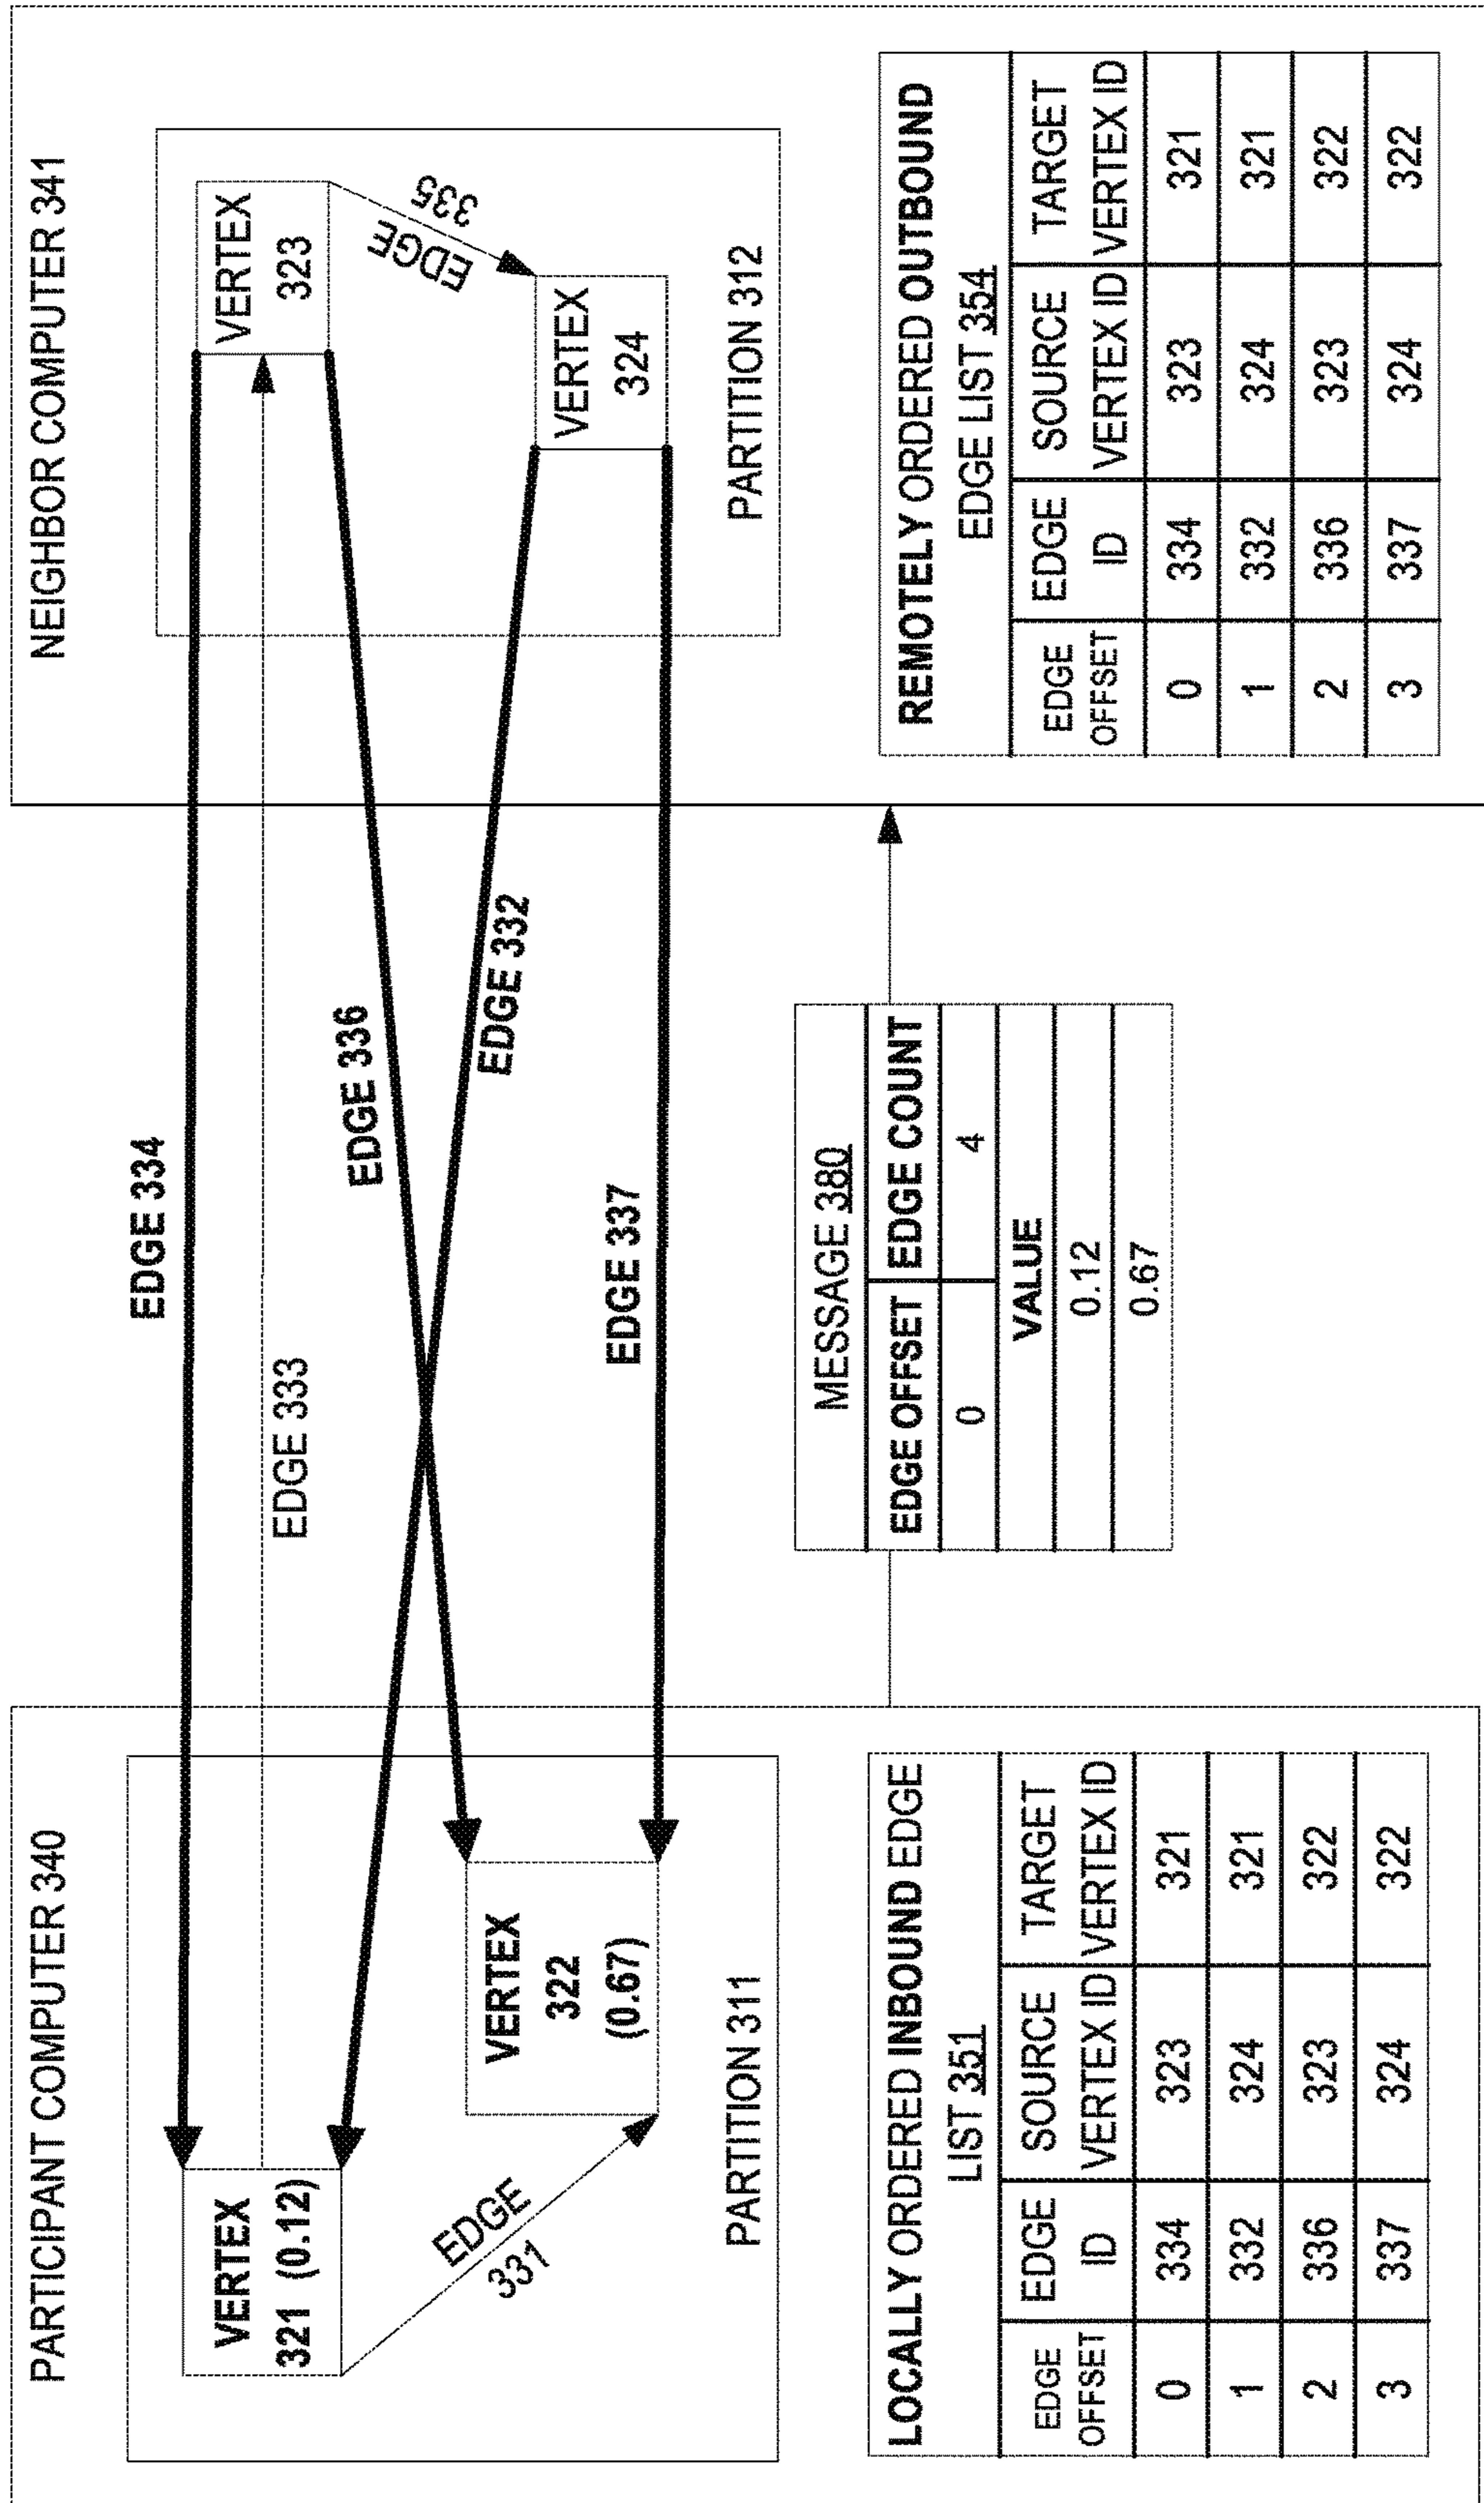 PARTICIPANT COMPUTER 340
VERTEX
321 (0.12)
EDGE
331
VERTEX
322
(0.67)
PARTITION 311
LOCALLY ORDERED INBOUND EDGE
LIST 351
EDGE OFFSET EDGE ID SOURCE VERTEX ID TARGET VERTEX ID
0 334 323 321
1 332 324 321
2 336 323 322
3 337 324 322
EDGE 334
EDGE 333
EDGE 336
EDGE 332
EDGE 337
MESSAGE 380
EDGE OFFSET EDGE COUNT
0 4
VALUE
0.12
0.67
NEIGHBOR COMPUTER 341
VERTEX
323
EDGE
335
VERTEX
324
PARTITION 312
REMOTELY ORDERED OUTBOUND
EDGE LIST 354
EDGE OFFSET EDGE ID SOURCE VERTEX ID TARGET VERTEX ID
0 334 323 321
1 332 324 321
2 336 323 322
3 337 324 322